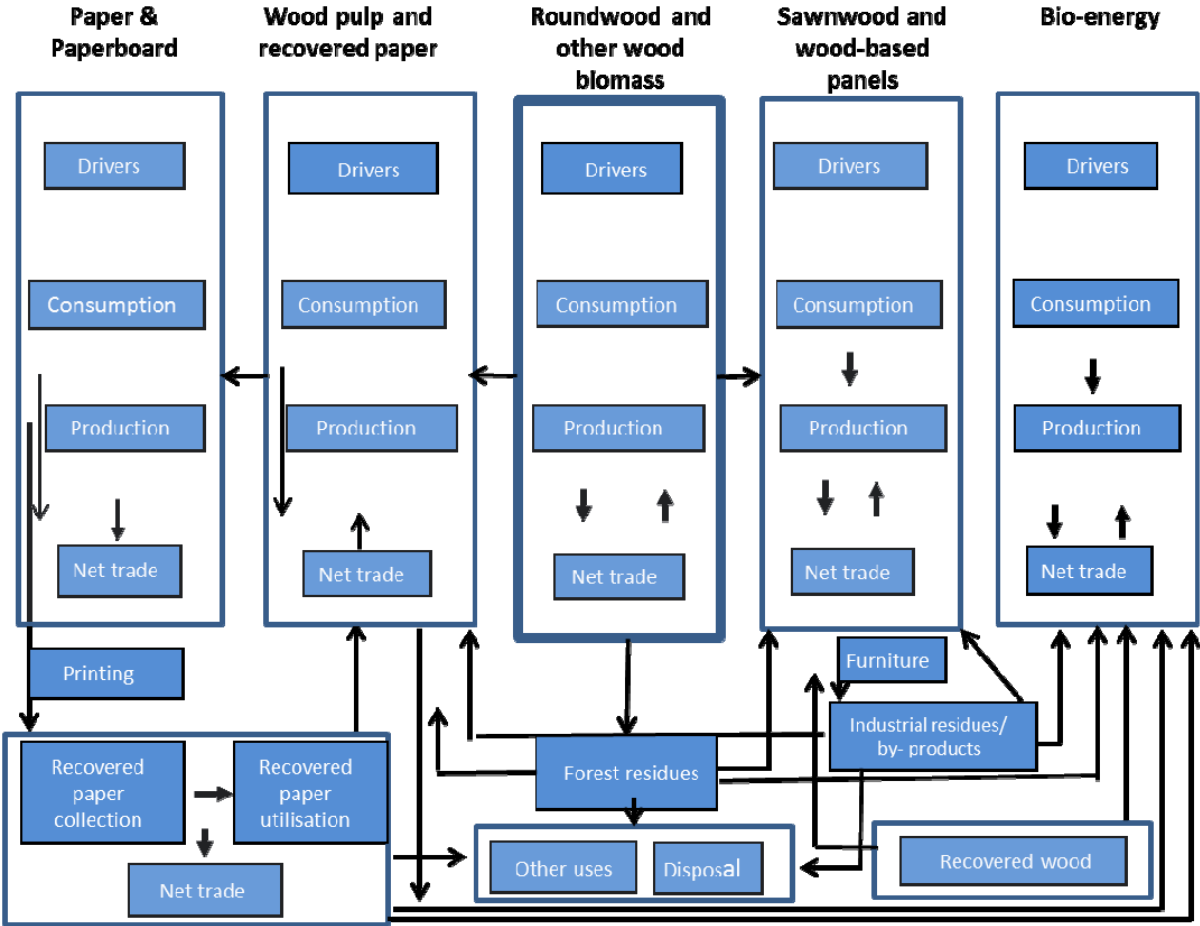 Paper &
Paperboard
Wood pulp and
recovered paper
Roundwood and
other wood
biomass
Sawnwood and
wood-based
panels
Bio-energy
Drivers
Drivers
Drivers
Drivers
Drivers
Consumption
Consumption
Consumption
Consumption
Consumption
Production
Production
Production
Production
Production
Net trade
Net trade
Net trade
Net trade
Net trade
Printing
Furniture
Industrial residues/
by- products
Forest residues
Recovered
paper
collection
Recovered
paper
utilisation
Net trade
Other uses
Disposal
Recovered wood